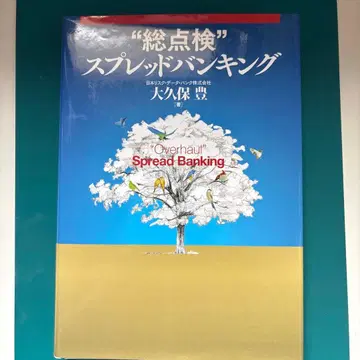 “総点検”
スプレッドバンキング
日本リスク・データ・バンク株式会社
大久保 豊
[著]
"Overhaul"
Spread Banking